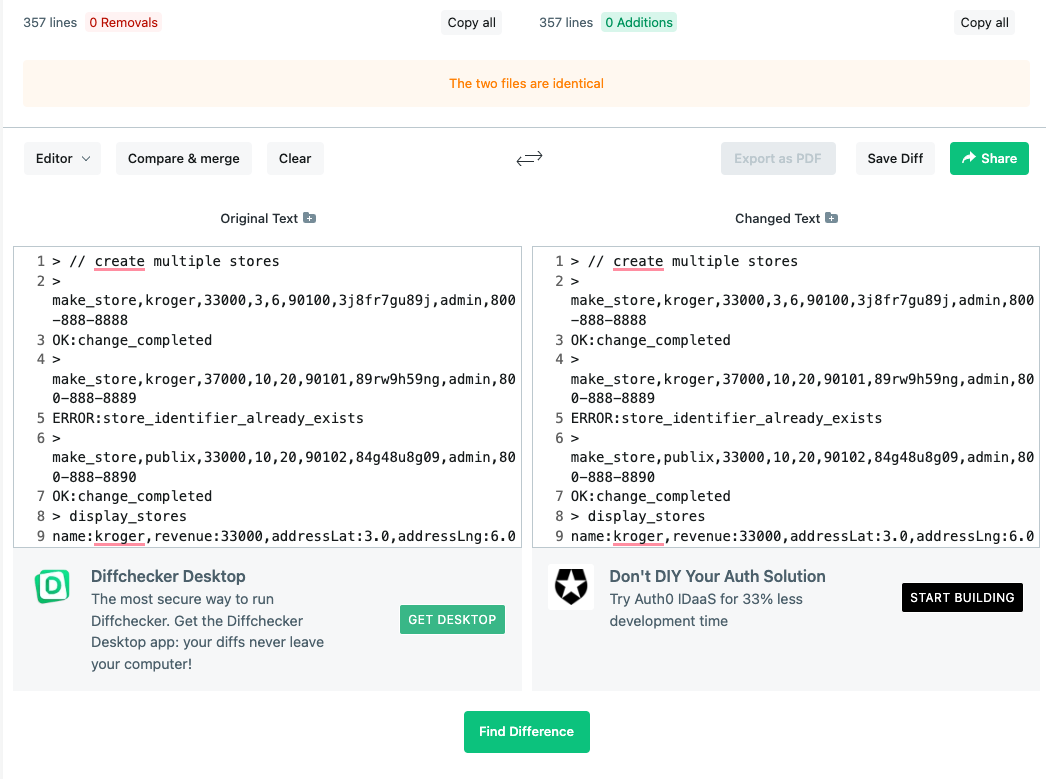 357 lines 0 Removals Copy all 357 lines 0 Additions Copy all
The two files are identical
Editor Compare & merge Clear Export as PDF Save Diff Share
Original Text Changed Text
1 > // create multiple stores
2 >
make_store,kroger,33000,3,6,90100,3j8fr7gu89j,admin,800
-888-8888
3 OK:change_completed
4 >
make_store,kroger,37000,10,20,90101,89rw9h59ng,admin,80
0-888-8889
5 ERROR:store_identifier_already_exists
6 >
make_store,publix,33000,10,20,90102,84g48u8g09,admin,80
0-888-8890
7 OK:change_completed
8 > display_stores
9 name:kroger,revenue:33000,addressLat:3.0,addressLng:6.0
1 > // create multiple stores
2 >
make_store,kroger,33000,3,6,90100,3j8fr7gu89j,admin,800
-888-8888
3 OK:change_completed
4 >
make_store,kroger,37000,10,20,90101,89rw9h59ng,admin,80
0-888-8889
5 ERROR:store_identifier_already_exists
6 >
make_store,publix,33000,10,20,90102,84g48u8g09,admin,80
0-888-8890
7 OK:change_completed
8 > display_stores
9 name:kroger,revenue:33000,addressLat:3.0,addressLng:6.0
Diffchecker Desktop
The most secure way to run
Diffchecker. Get the Diffchecker
Desktop app: your diffs never leave
your computer!
GET DESKTOP
Don't DIY Your Auth Solution
Try Auth0 IDaaS for 33% less
development time
START BUILDING
Find Difference